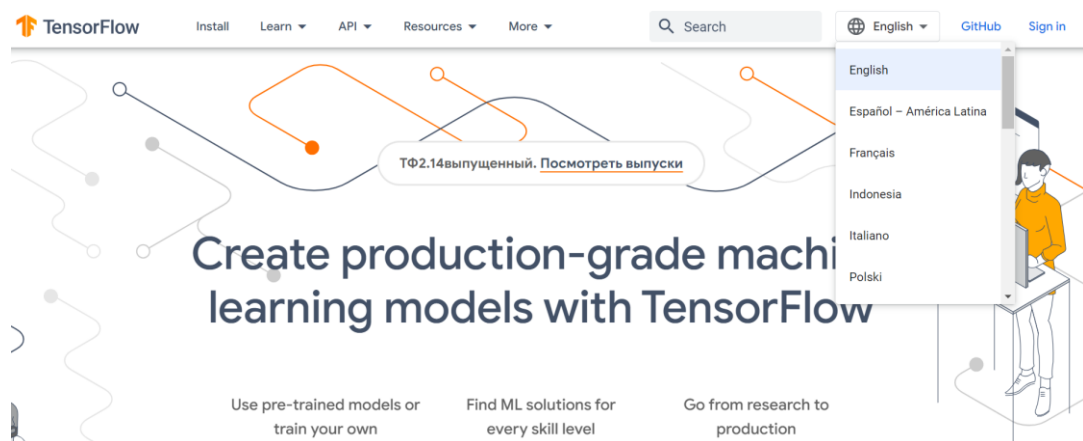 TensorFlow Install Learn API Resources More Search English GitHub Sign in
English
Español – América Latina
Français
Indonesia
Italiano
Polski
ТФ2.14выпущенный. Посмотреть выпуски
Create production-grade machi
learning models with TensorFlow
Use pre-trained models or
train your own
Find ML solutions for
every skill level
Go from research to
production